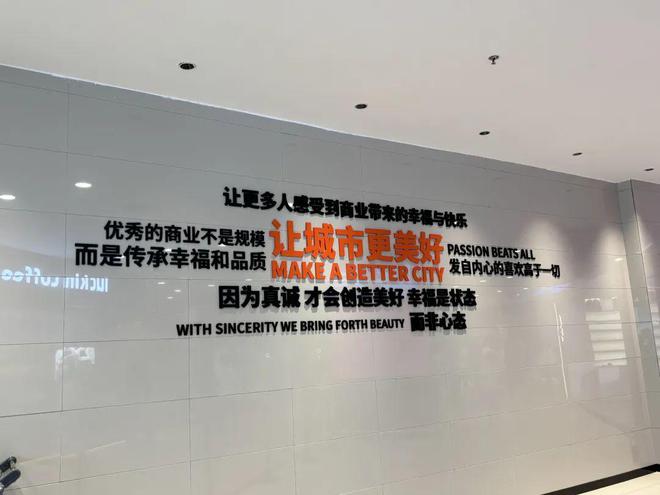 让更多人感受到商业带来的幸福与快乐
优秀的商业不是规模
而是传承幸福和品质
让城市更美好
MAKE A BETTER CITY
PASSION BEATS ALL
发自内心的喜欢高于一切
因为真诚 才会创造美好 幸福是状态
WITH SINCERITY WE BRING FORTH BEAUTY 而非心态
luckin coffee